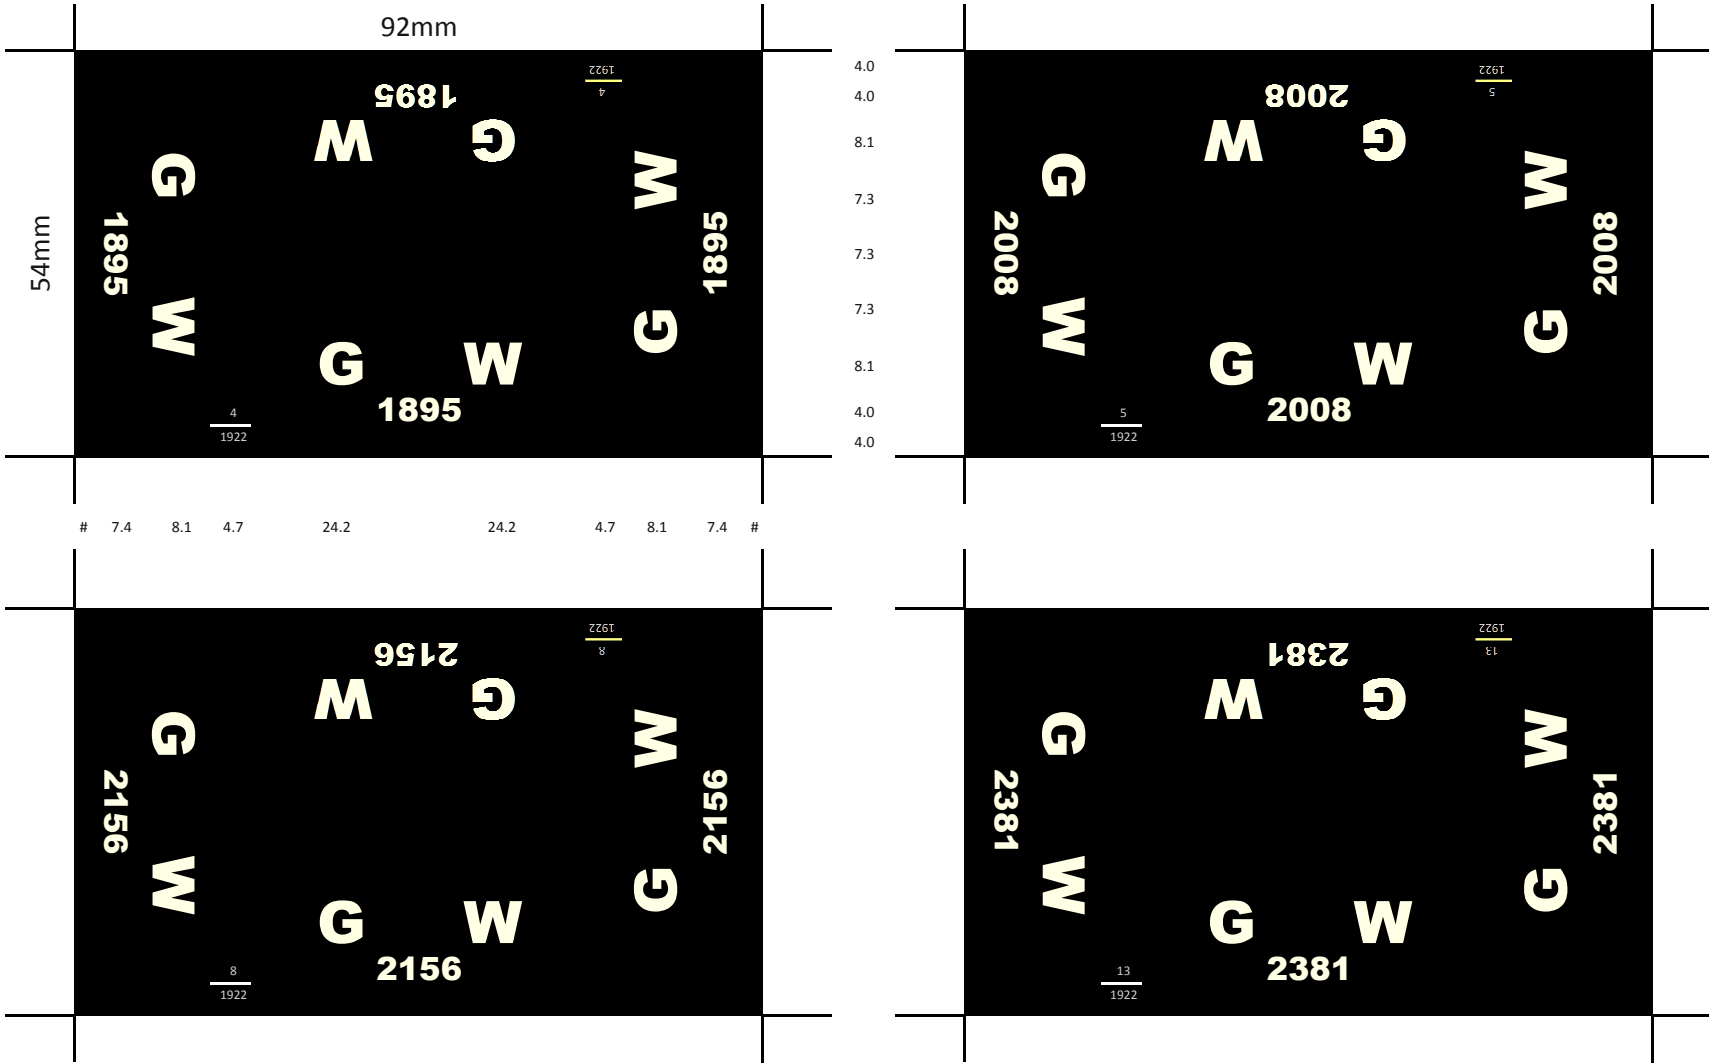 92mm
54mm
1922
4
1895
W G
G W
1895 1895
W G
G W
1895
4
1922
4.0
4.0
8.1
7.3
7.3
7.3
8.1
4.0
4.0
1922
5
2008
W G
G W
2008 2008
W G
G W
2008
5
1922
# 7.4 8.1 4.7 24.2 24.2 4.7 8.1 7.4 #
1922
8
2156
W G
G W
2156 2156
W G
G W
2156
8
1922
1922
13
2381
W G
G W
2381 2381
W G
G W
2381
13
1922